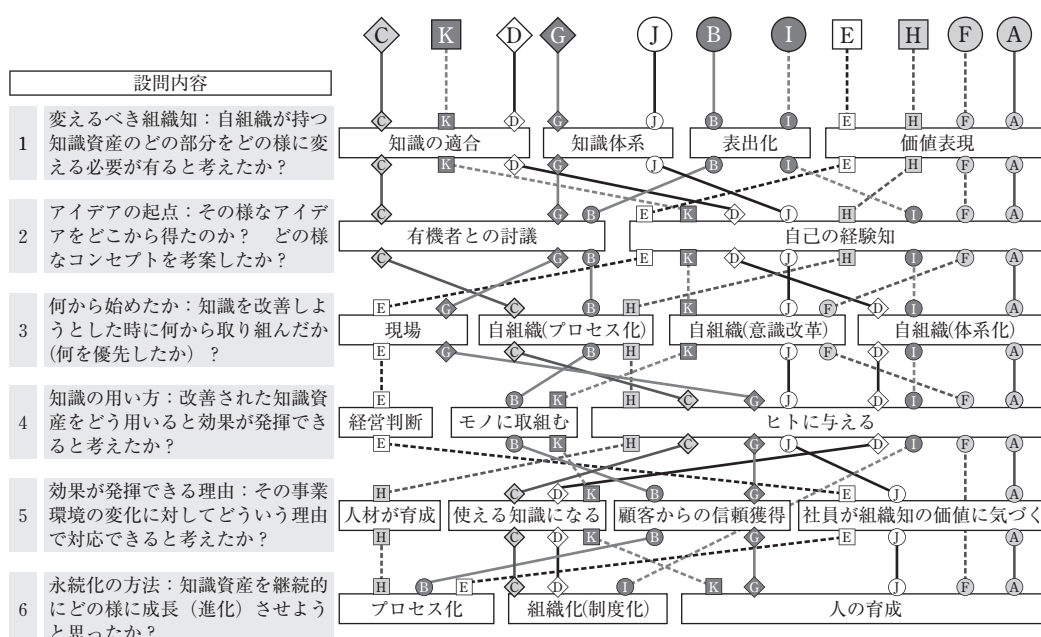 C K D G J B I E H F A
設問内容
C K D G J B I E H F A
1
変えるべき組織知：自組織が持つ
知識資産のどの部分をどの様に変
える必要が有ると考えたか？
知識の適合 知識体系 表出化 価値表現
C K D G J B I E H F A
C G B E K D J H I F A
2
アイデアの起点：その様なアイデ
アをどこから得たのか？　どの様
なコンセプトを考案したか？
有機者との討議 自己の経験知
C G B E K D J H I F A
E G C B H K J F D I A
3
何から始めたか：知識を改善しよ
うとした時に何から取り組んだか
(何を優先したか）？
現場 自組織(プロセス化) 自組織(意識改革) 自組織(体系化)
E G C B H K J F D I A
E B K H C G J D I F A
4
知識の用い方：改善された知識資
産をどう用いると効果が発揮でき
ると考えたか？
経営判断 モノに取組む ヒトに与える
E B K H C G J D I F A
H C D K B G E J A
5
効果が発揮できる理由：その事業
環境の変化に対してどういう理由
で対応できると考えたか？
人材が育成 使える知識になる 顧客からの信頼獲得 社員が組織知の価値に気づく
H C D K B G E J A
H B E C D I K G J F A
6
永続化の方法：知識資産を継続的
にどの様に成長（進化）させよう
と思ったか？
プロセス化 組織化(制度化) 人の育成